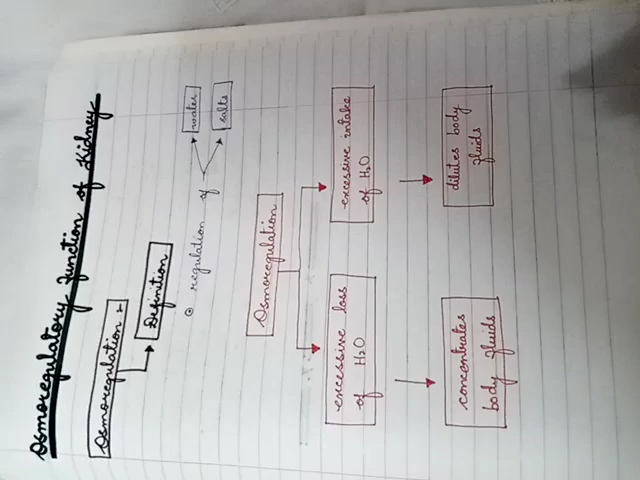 Osmoregulatory function of Kidney
Osmoregulation :-
Definition
⊙ regulation of
water
salts
Osmoregulation
excessive loss
of H2O
excessive intake
of H2O
concentrates
body fluids
dilutes body
fluids